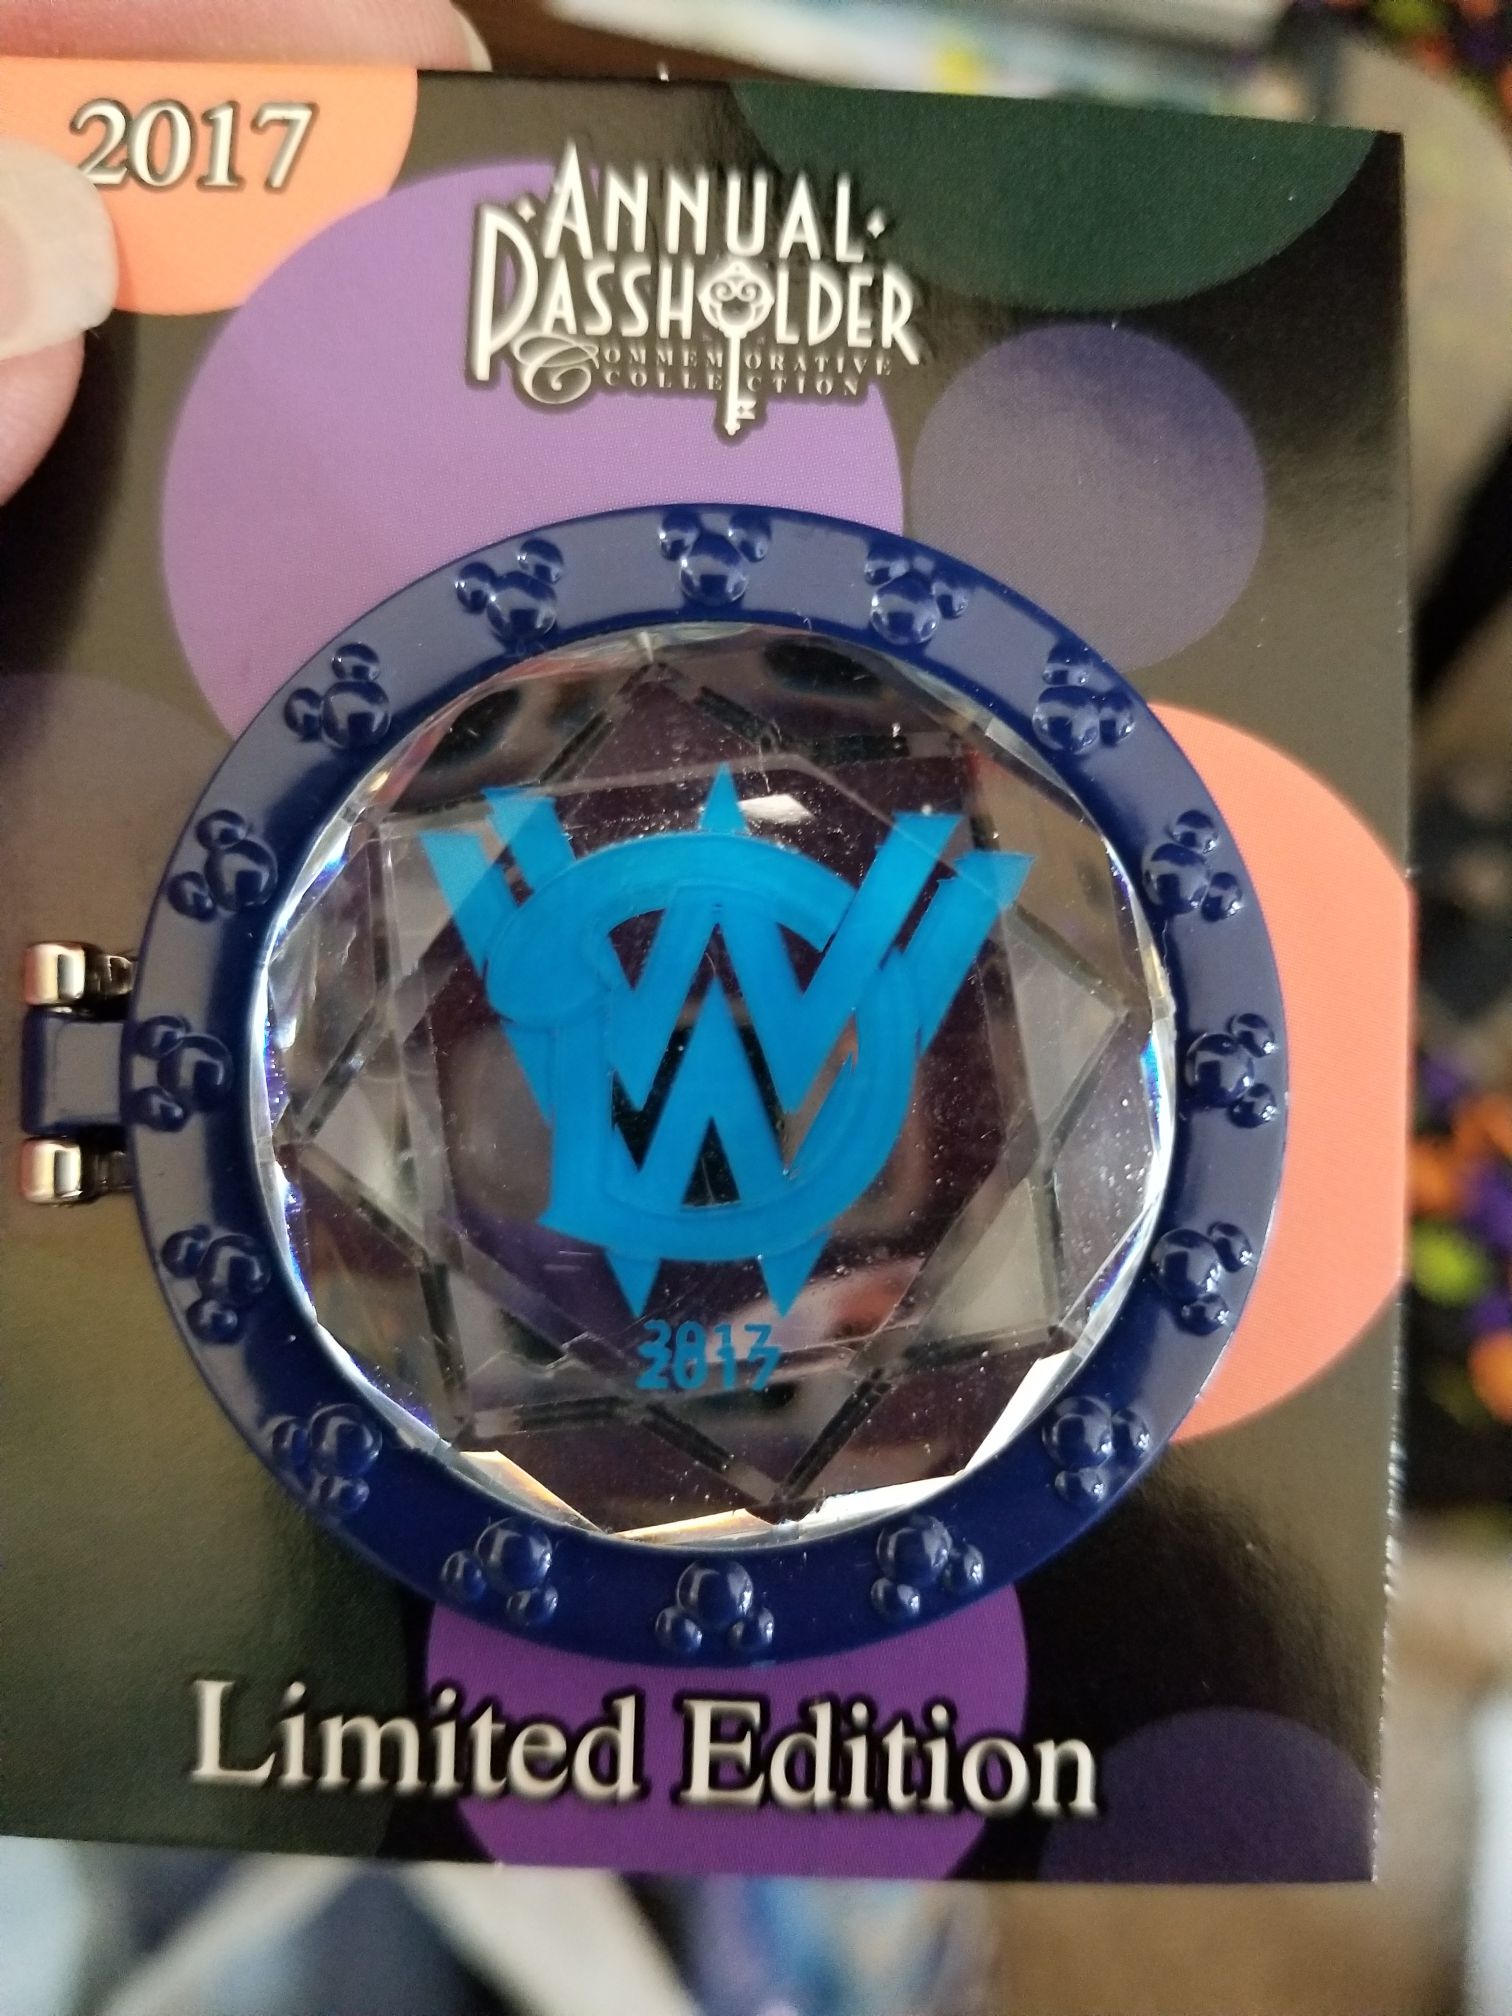 2017
ANNUAL
PASSHOLDER
COMMEMORATIVE
COLLECTION
WDW
2017
Limited Edition